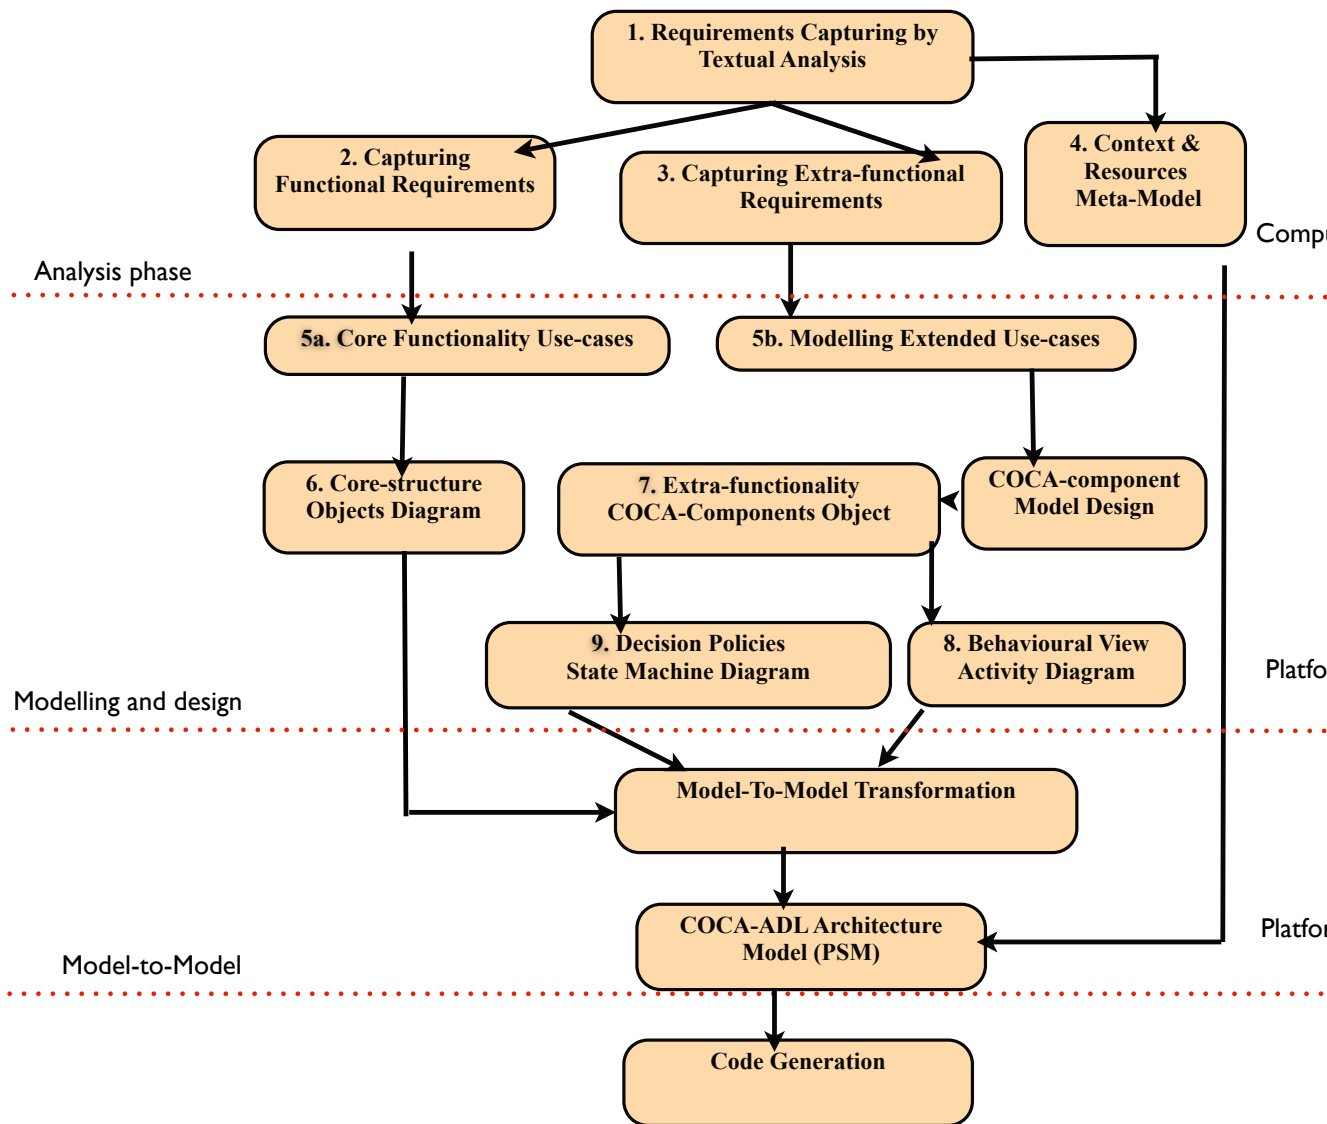 1. Requirements Capturing by
Textual Analysis
2. Capturing
Functional Requirements
3. Capturing Extra-functional
Requirements
4. Context &
Resources
Meta-Model
Compu
Analysis phase
5a. Core Functionality Use-cases
5b. Modelling Extended Use-cases
6. Core-structure
Objects Diagram
7. Extra-functionality
COCA-Components Object
COCA-component
Model Design
9. Decision Policies
State Machine Diagram
8. Behavioural View
Activity Diagram
Platfo
Modelling and design
Model-To-Model Transformation
COCA-ADL Architecture
Model (PSM)
Platfor
Model-to-Model
Code Generation